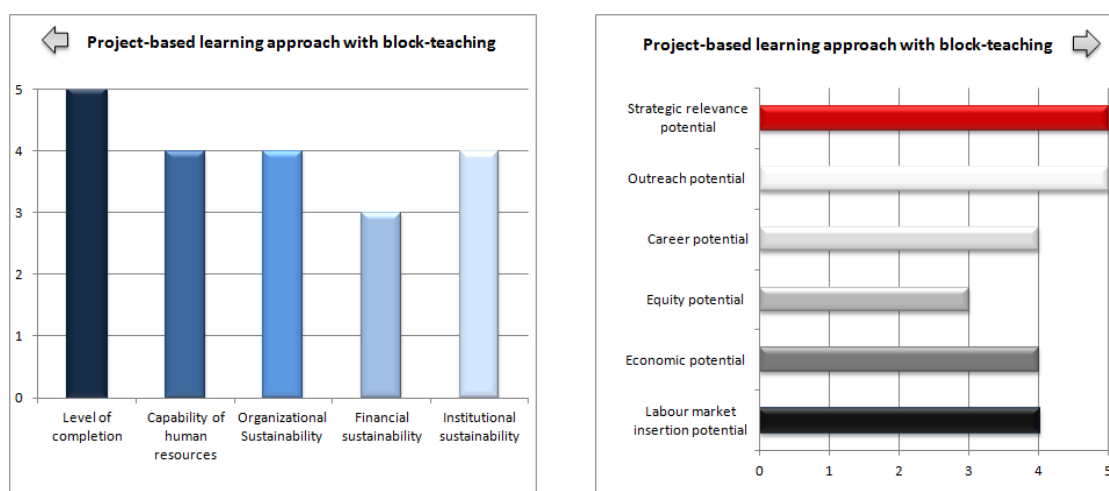 Project-based learning approach with block-teaching
5
4
3
2
1
0
Level of
completion
Capability of
human
resources
Organizational
Sustainability
Financial
sustainability
Institutional
sustainability
Project-based learning approach with block-teaching
Strategic relevance
potential
Outreach potential
Career potential
Equity potential
Economic potential
Labour market
insertion potential
0 1 2 3 4 5